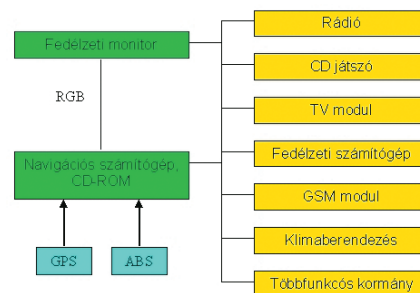 Fedélzeti monitor
RGB
Navigációs számítógép,
CD-ROM
GPS
ABS
Rádió
CD játszó
TV modul
Fedélzeti számítógép
GSM modul
Klimaberendezés
Többfunkcós kormány